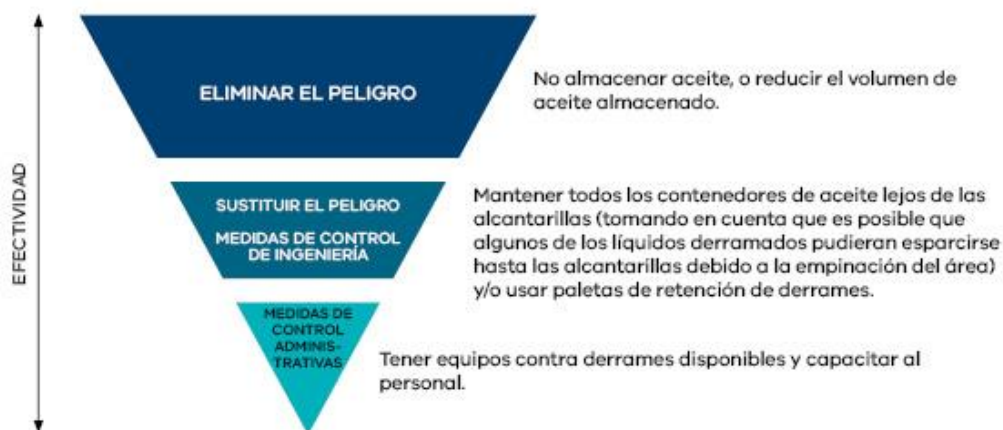 EFECTIVIDAD
ELIMINAR EL PELIGRO
No almacenar aceite, o reducir el volumen de
aceite almacenado.
SUSTITUIR EL PELIGRO
MEDIDAS DE CONTROL
DE INGENIERÍA
Mantener todos los contenedores de aceite lejos de las
alcantarillas (tomando en cuenta que es posible que
algunos de los líquidos derramados pudieran esparcirse
hasta las alcantarillas debido a la empinación del área)
y/o usar paletas de retención de derrames.
MEDIDAS DE
CONTROL
ADMINIS-
TRATIVAS
Tener equipos contra derrames disponibles y capacitar al
personal.